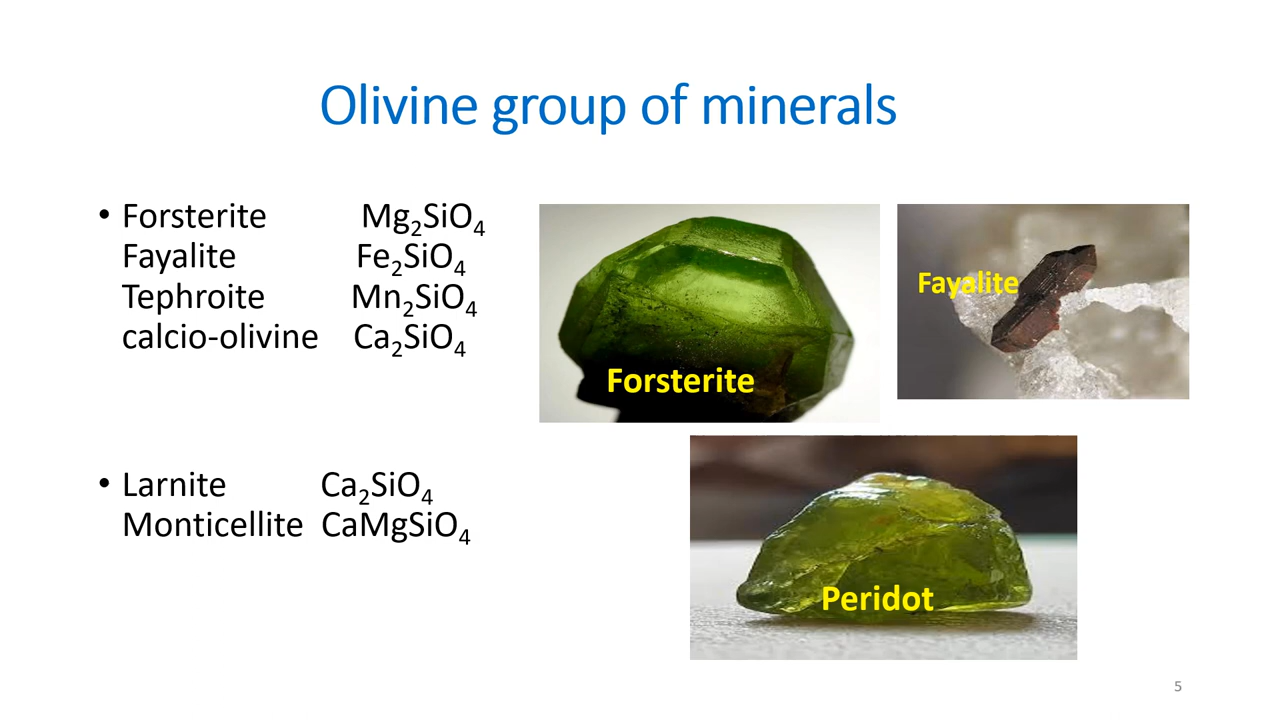 Olivine group of minerals
• Forsterite Mg₂SiO₄
Fayalite Fe₂SiO₄
Tephroite Mn₂SiO₄
calcio-olivine Ca₂SiO₄
• Larnite Ca₂SiO₄
Monticellite CaMgSiO₄
Forsterite
Fayalite
Peridot
5